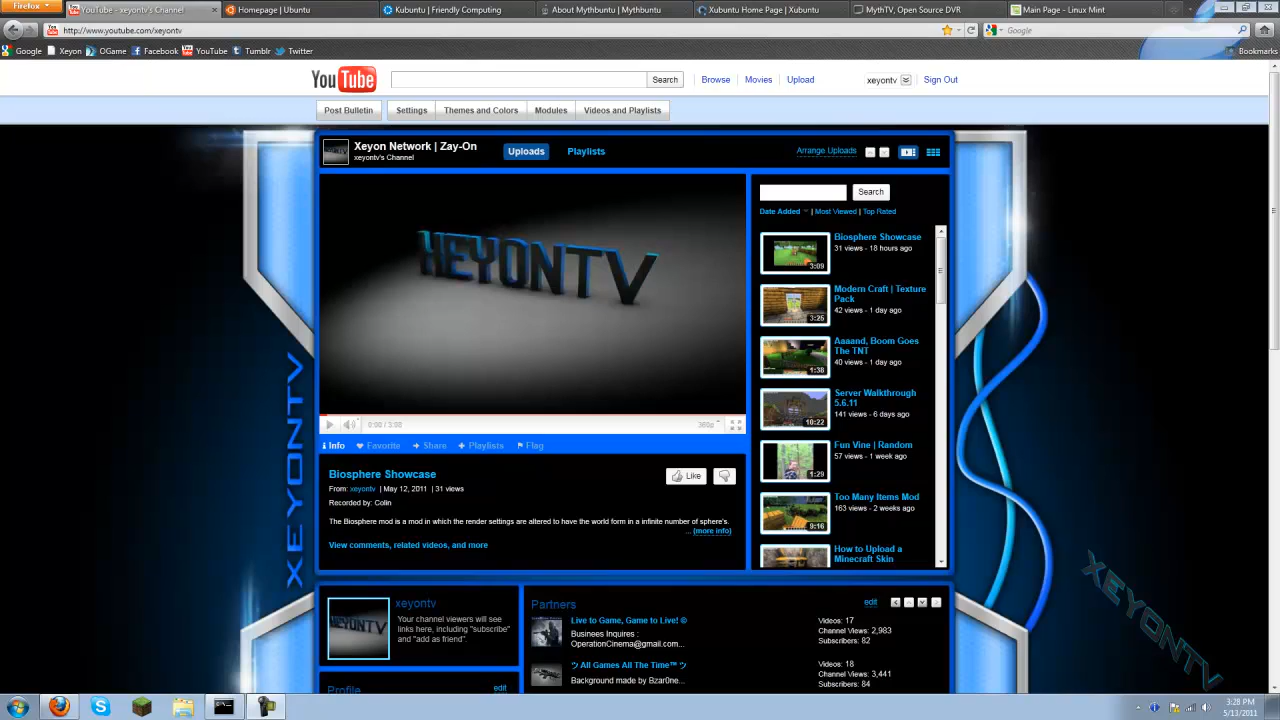 Firefox
YouTube - xeyontv's Channel
Homepage | Ubuntu
Kubuntu | Friendly Computing
About Mythbuntu | Mythbuntu
Xubuntu Home Page | Xubuntu
MythTV, Open Source DVR
Main Page - Linux Mint
http://www.youtube.com/xeyontv
Google
Google
Xeyon
OGame
Facebook
YouTube
Tumblr
Twitter
Bookmarks
YouTube
Search
Browse
Movies
Upload
xeyontv
Sign Out
Post Bulletin
Settings
Themes and Colors
Modules
Videos and Playlists
Xeyon Network | Zay-On
xeyontv's Channel
Uploads
Playlists
Arrange Uploads
XEYONTV
Search
Date Added | Most Viewed | Top Rated
Biosphere Showcase
31 views - 18 hours ago
3:09
Modern Craft | Texture
Pack
42 views - 1 day ago
3:25
Aaaand, Boom Goes
The TNT
40 views - 1 day ago
1:38
Server Walkthrough
5.6.11
141 views - 6 days ago
Fun Vine | Random
57 views - 1 week ago
1:29
Too Many Items Mod
163 views - 2 weeks ago
9:16
How to Upload a
Minecraft Skin
360p
Info
Favorite
Share
Playlists
Flag
Biosphere Showcase
Like
From: xeyontv | May 12, 2011 | 31 views
Recorded by: Colin
The Biosphere mod is a mod in which the render settings are altered to have the world form in a infinite number of sphere's.
... (more info)
View comments, related videos, and more
XEYONTV
XEYONTV
xeyontv
Your channel viewers will see
links here, including "subscribe"
and "add as friend".
XEYONTV
Profile
edit
Partners
edit
Live to Game, Game to Live! ©
Businees Inquires :
OperationCinema@gmail.com...
Videos: 17
Channel Views: 2,983
Subscribers: 82
ツ All Games All The Time™ ツ
Background made by Bzar0ne...
Videos: 18
Channel Views: 3,441
Subscribers: 84
3:28 PM
5/13/2011